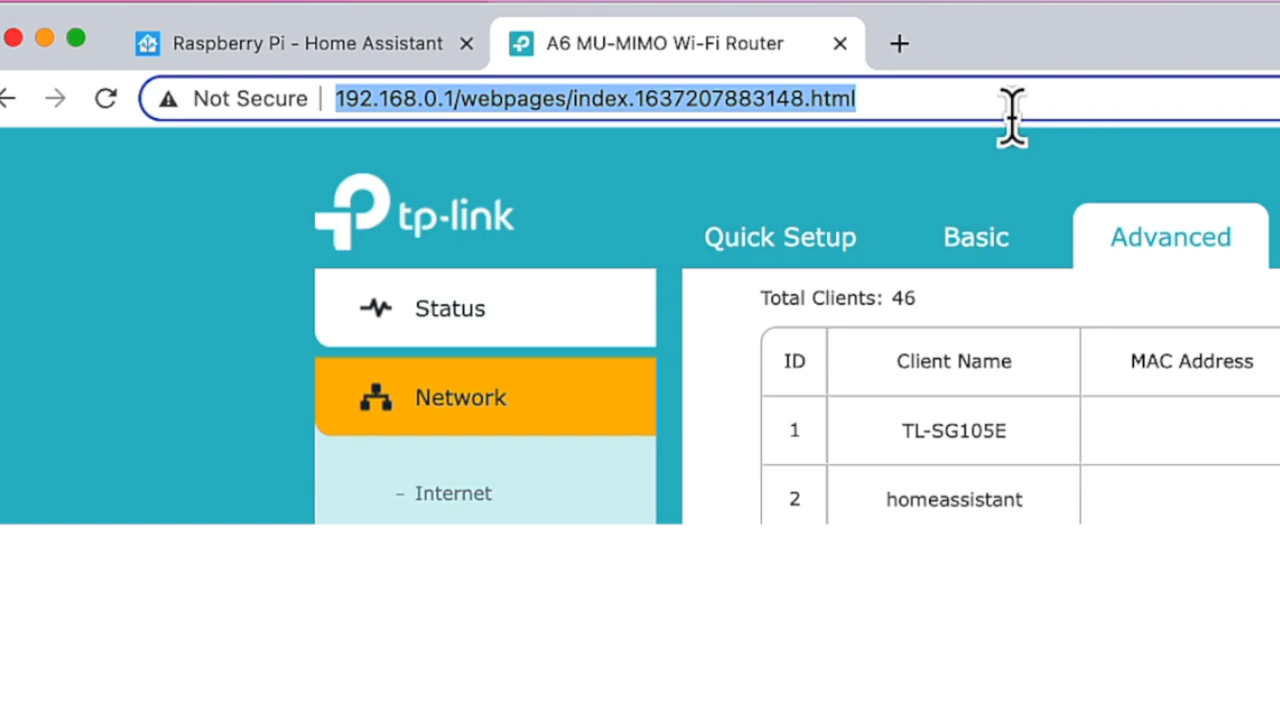 Raspberry Pi - Home Assistant
A6 MU-MIMO Wi-Fi Router
Not Secure | 192.168.0.1/webpages/index.1637207883148.html
tp-link
Quick Setup Basic Advanced
Status
Network
- Internet
Total Clients: 46
ID Client Name MAC Address
1 TL-SG105E
2 homeassistant